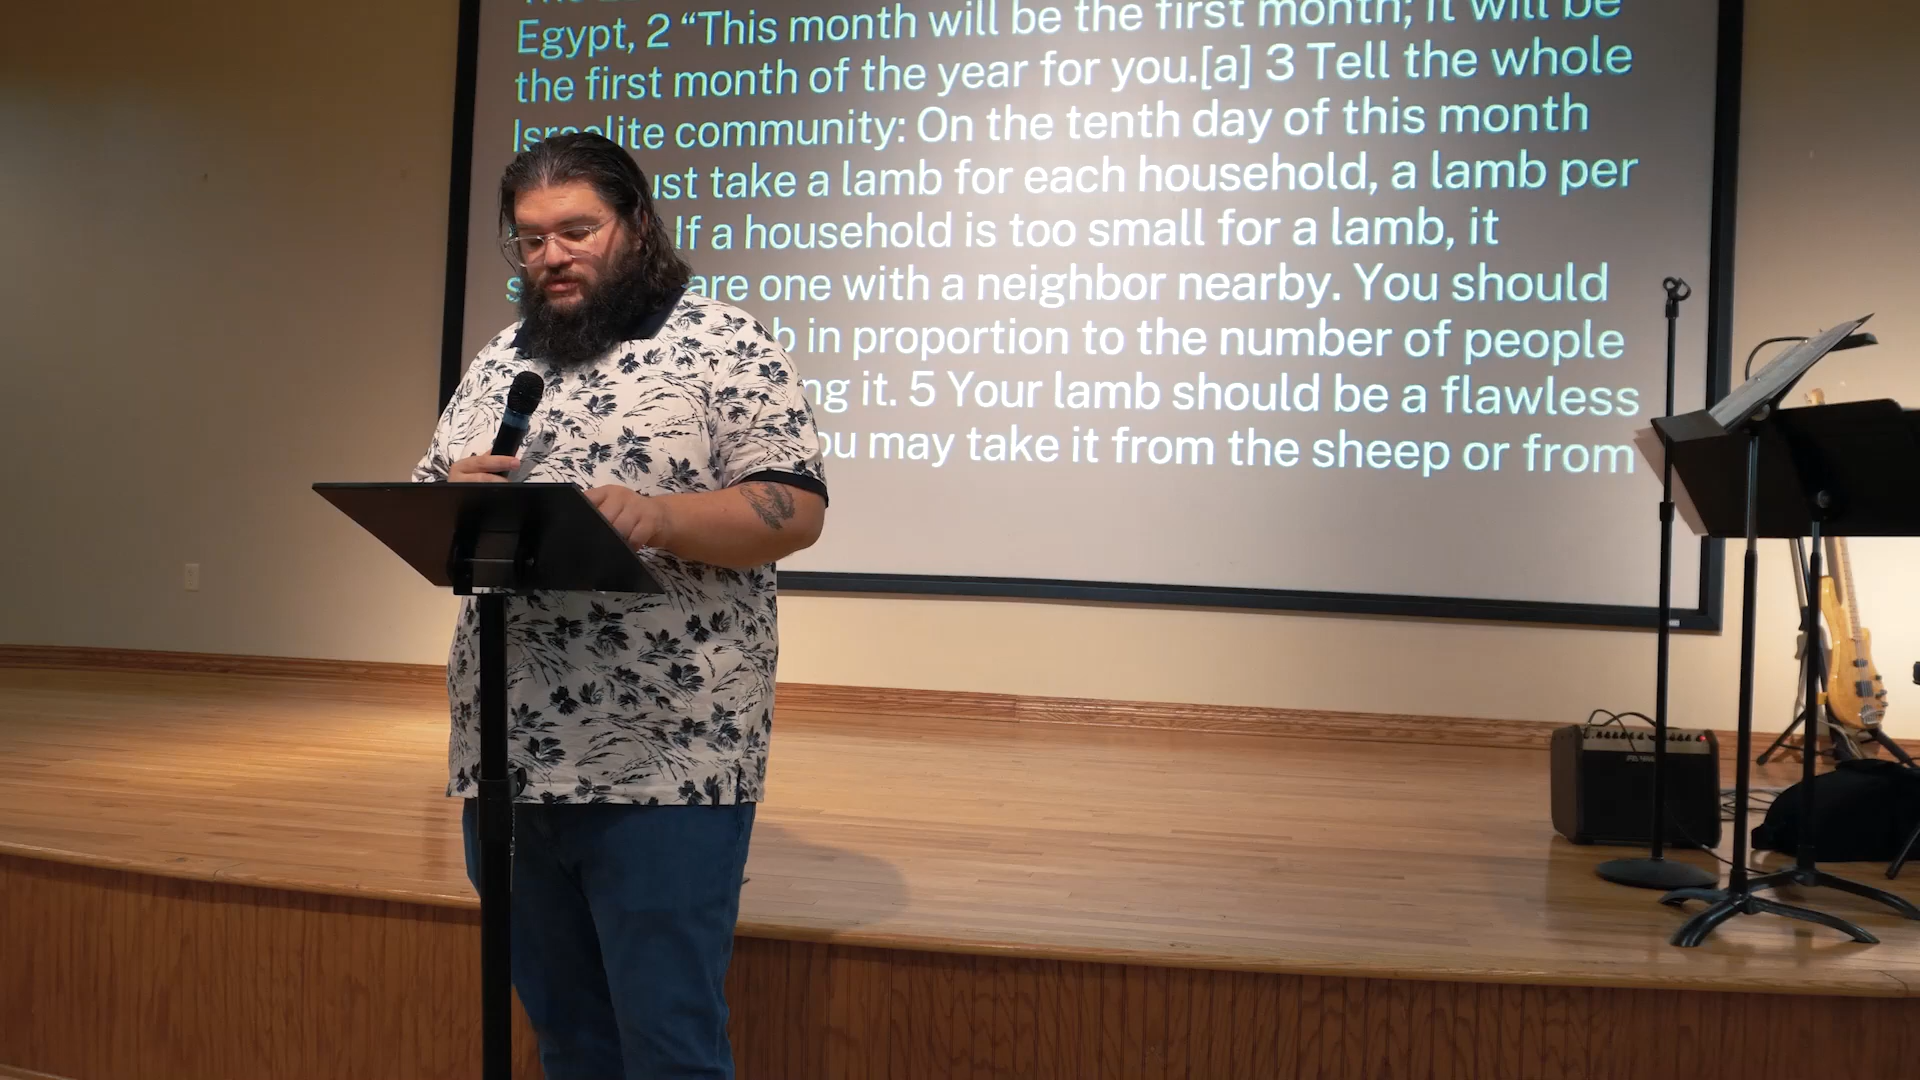 Egypt, 2 “This month will be the first month; it will be
the first month of the year for you.[a] 3 Tell the whole
Israelite community: On the tenth day of this month
take a lamb for each household, a lamb per
If a household is too small for a lamb, it
one with a neighbor nearby. You should
in proportion to the number of people
it. 5 Your lamb should be a flawless
you may take it from the sheep or from